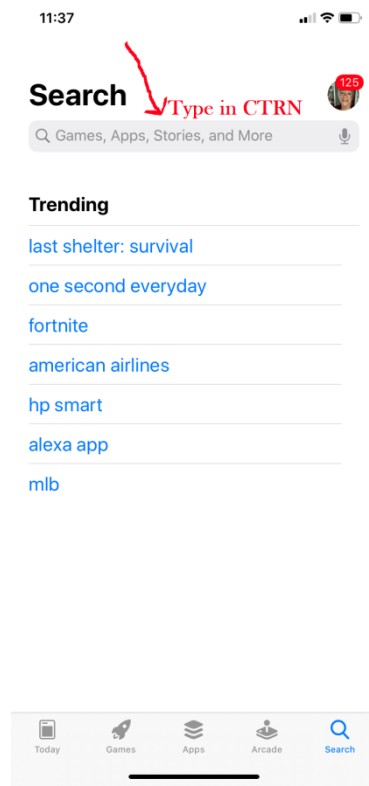 11:37
125
Search
Type in CTRN
Games, Apps, Stories, and More
Trending
last shelter: survival
one second everyday
fortnite
american airlines
hp smart
alexa app
mlb
Today Games Apps Arcade Search